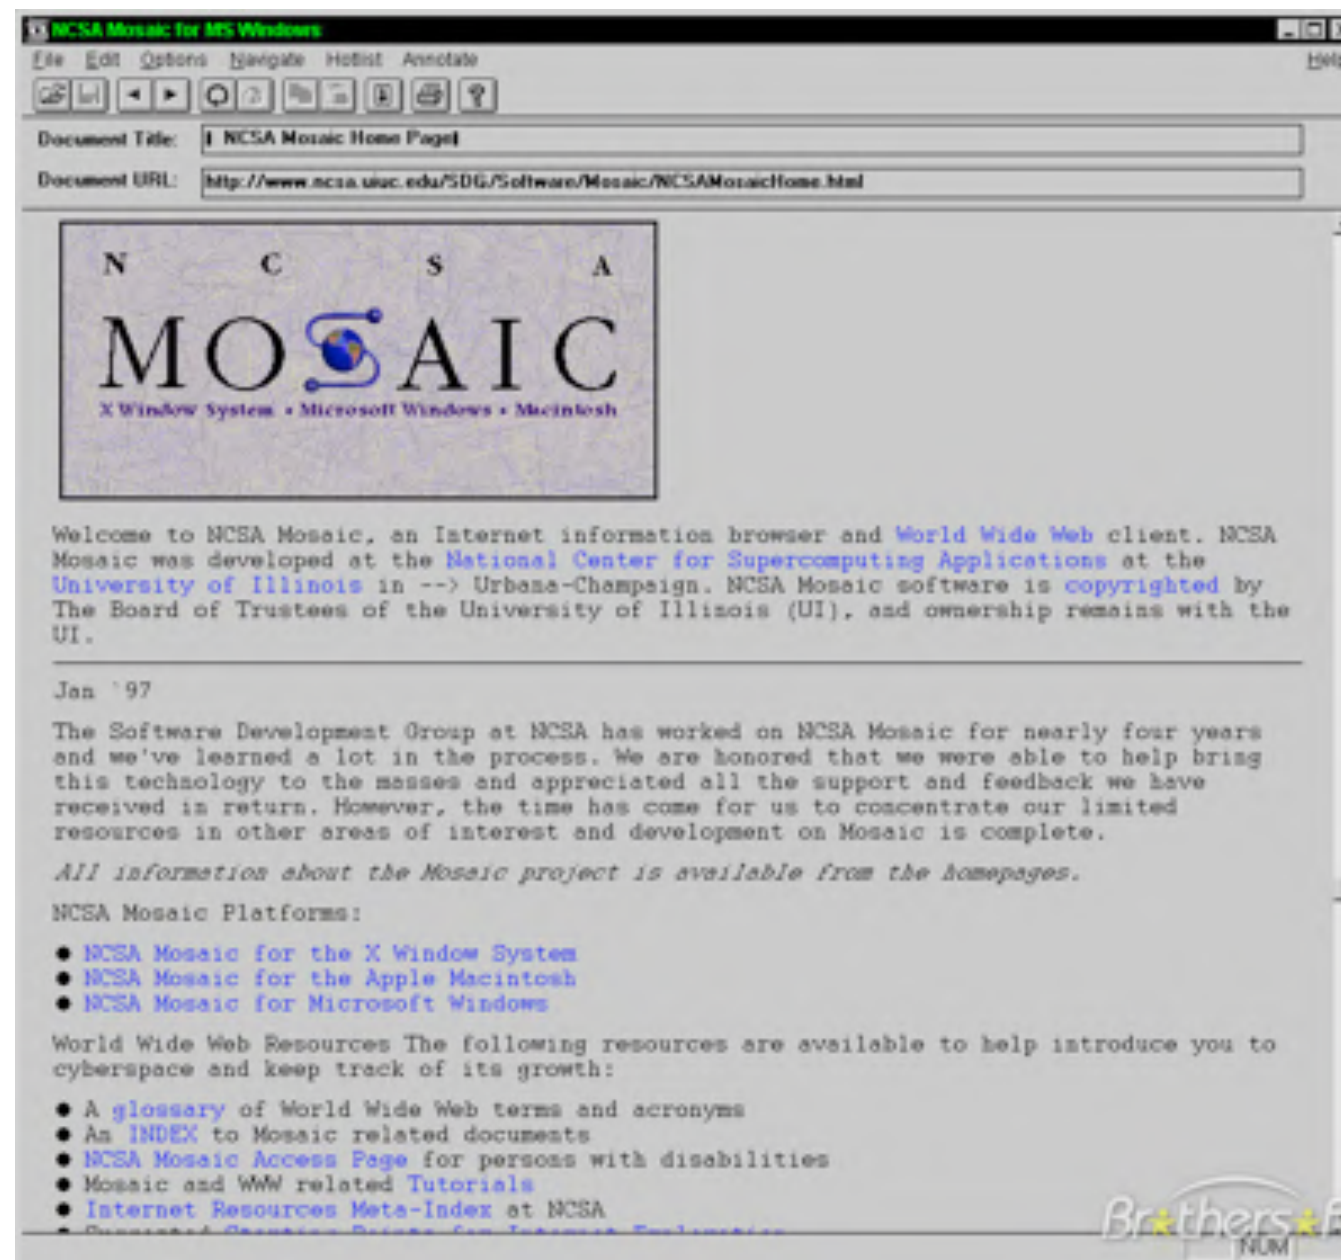 NCSA Mosaic for MS Windows
File Edit Options Navigate Hotlist Annotate Help
Document Title: NCSA Mosaic Home Page
Document URL: http://www.ncsa.uiuc.edu/SDG/Software/Mosaic/NCSAMosaicHome.html
N C S A
MOSAIC
X Window System • Microsoft Windows • Macintosh
Welcome to NCSA Mosaic, an Internet information browser and World Wide Web client. NCSA
Mosaic was developed at the National Center for Supercomputing Applications at the
University of Illinois in --> Urbana-Champaign. NCSA Mosaic software is copyrighted by
The Board of Trustees of the University of Illinois (UI), and ownership remains with the
UI.
Jan `97
The Software Development Group at NCSA has worked on NCSA Mosaic for nearly four years
and we've learned a lot in the process. We are honored that we were able to help bring
this technology to the masses and appreciated all the support and feedback we have
received in return. However, the time has come for us to concentrate our limited
resources in other areas of interest and development on Mosaic is complete.
All information about the Mosaic project is available from the homepages.
NCSA Mosaic Platforms:
● NCSA Mosaic for the X Window System
● NCSA Mosaic for the Apple Macintosh
● NCSA Mosaic for Microsoft Windows
World Wide Web Resources The following resources are available to help introduce you to
cyberspace and keep track of its growth:
● A glossary of World Wide Web terms and acronyms
● An INDEX to Mosaic related documents
● NCSA Mosaic Access Page for persons with disabilities
● Mosaic and WWW related Tutorials
● Internet Resources Meta-Index at NCSA
Brothers
NUM